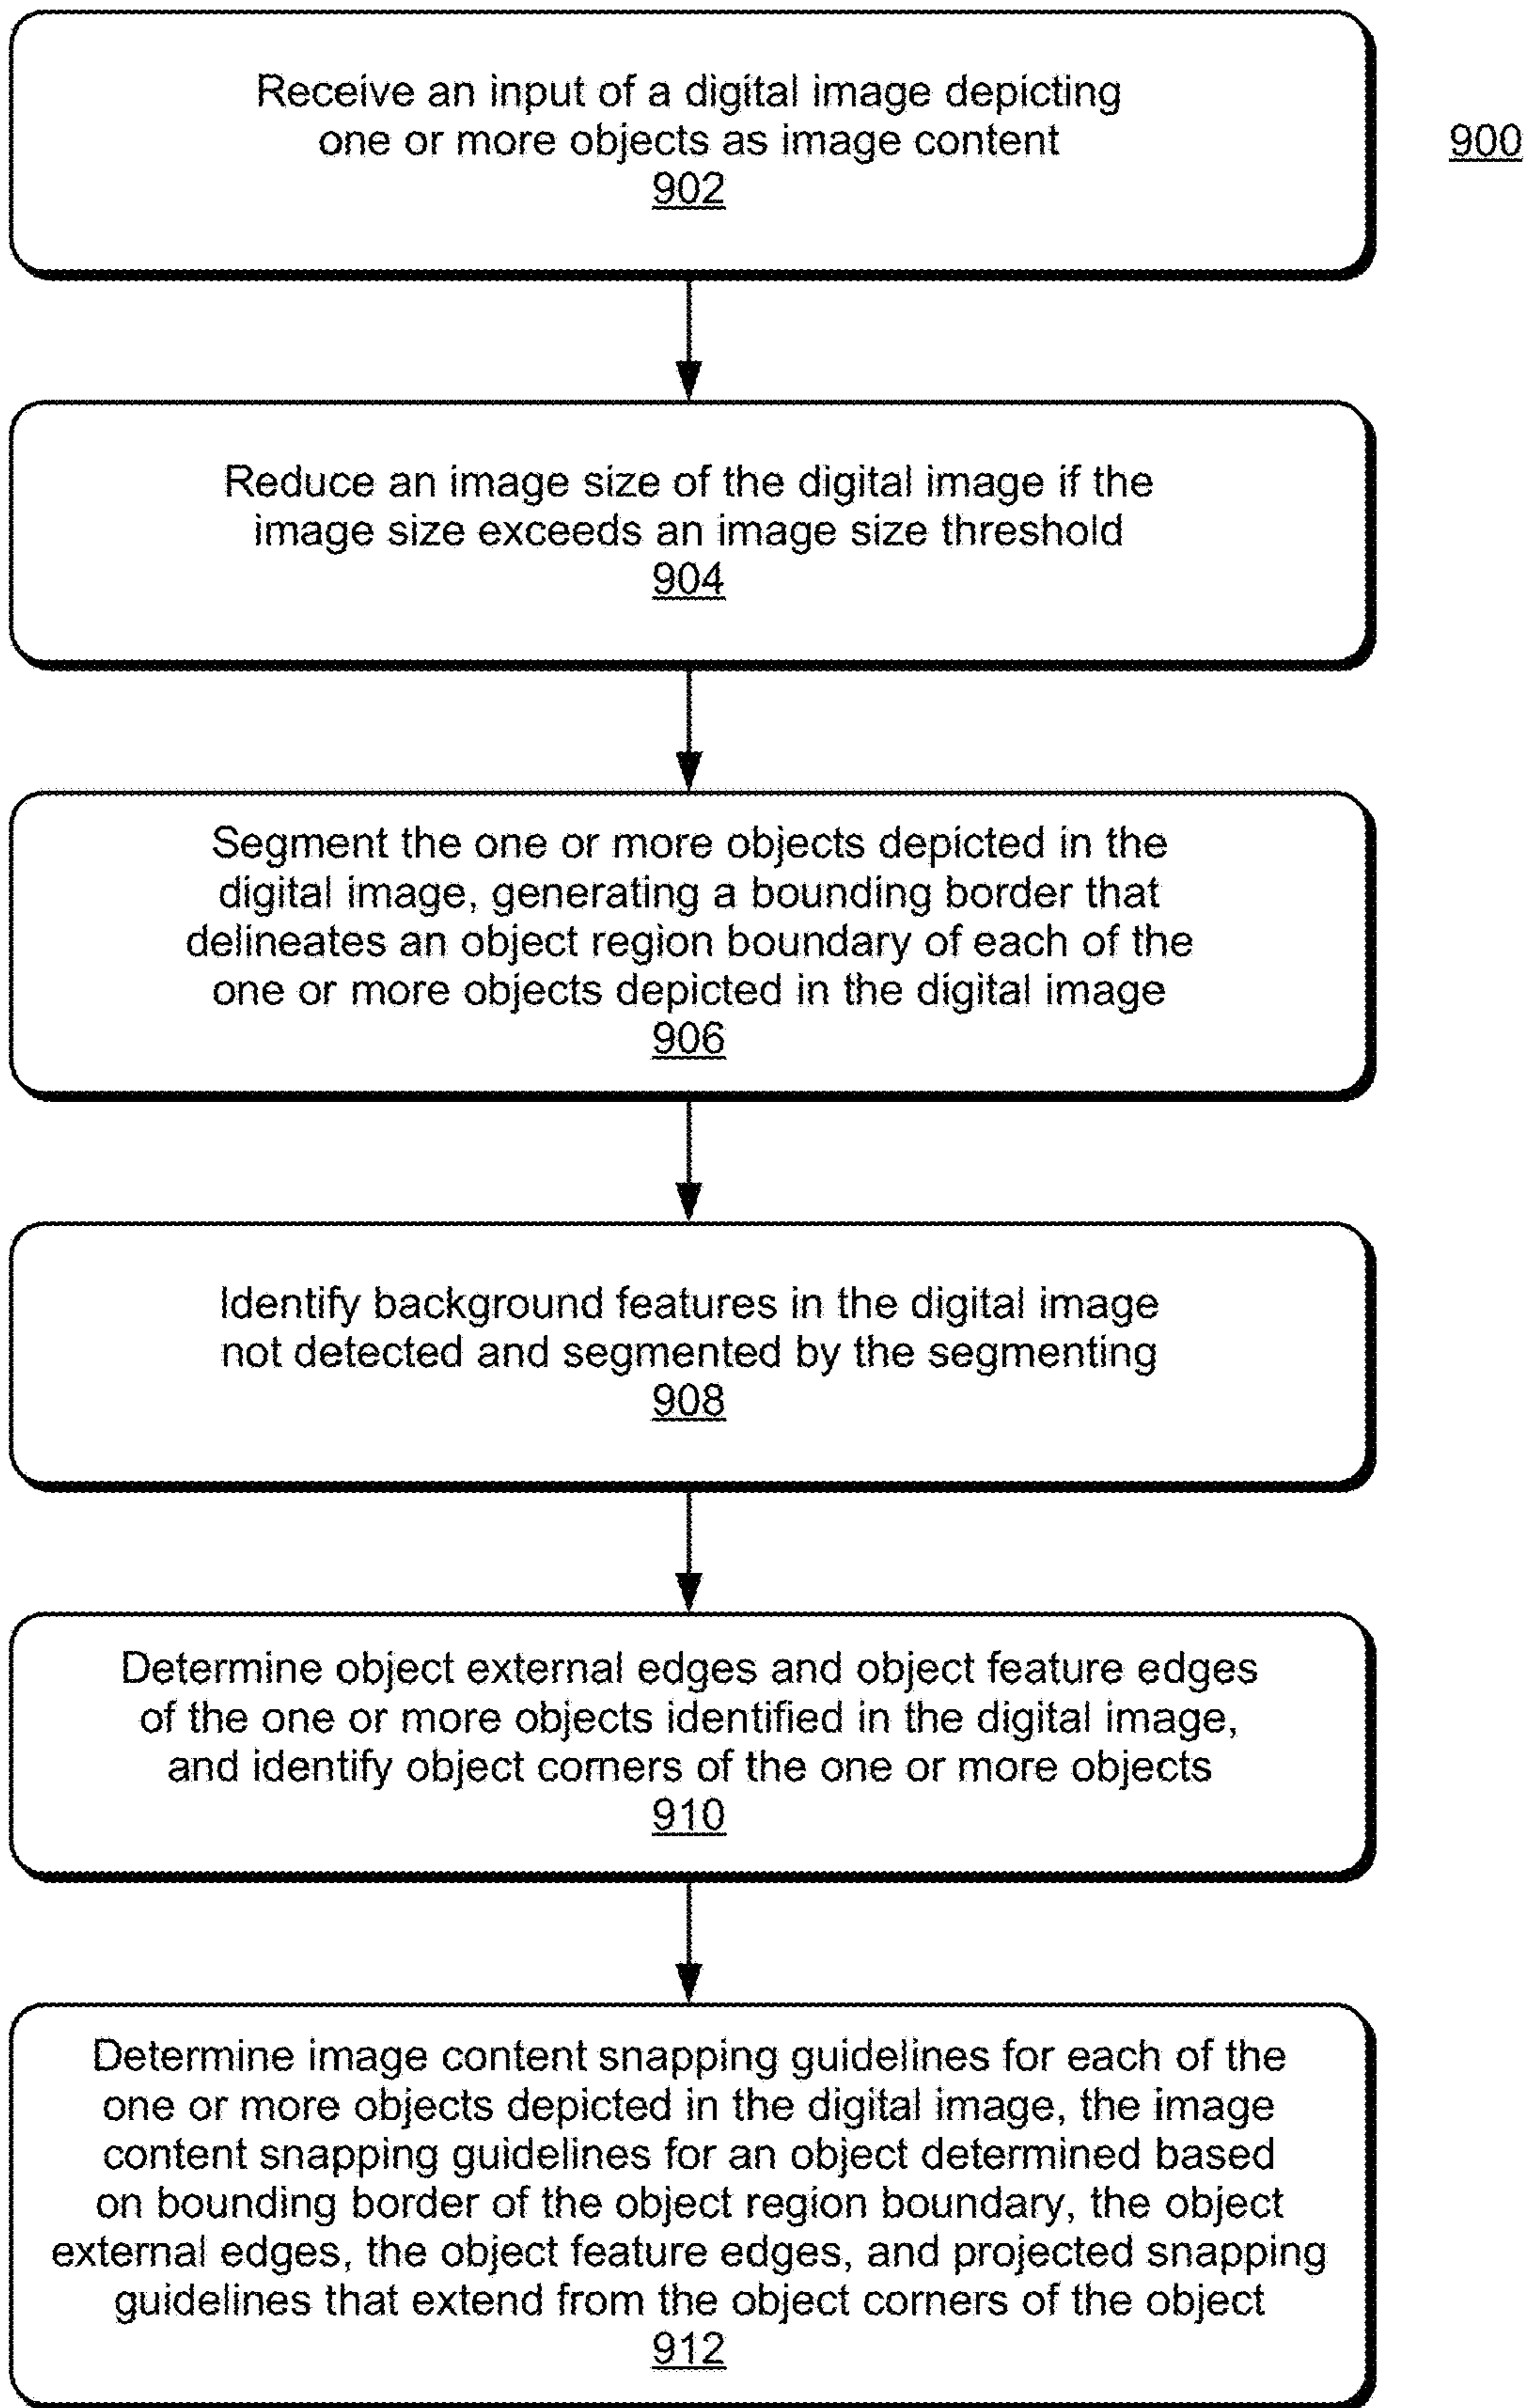 Receive an input of a digital image depicting
one or more objects as image content
902
900
Reduce an image size of the digital image if the
image size exceeds an image size threshold
904
Segment the one or more objects depicted in the
digital image, generating a bounding border that
delineates an object region boundary of each of the
one or more objects depicted in the digital image
906
Identify background features in the digital image
not detected and segmented by the segmenting
908
Determine object external edges and object feature edges
of the one or more objects identified in the digital image,
and identify object corners of the one or more objects
910
Determine image content snapping guidelines for each of the
one or more objects depicted in the digital image, the image
content snapping guidelines for an object determined based
on bounding border of the object region boundary, the object
external edges, the object feature edges, and projected snapping
guidelines that extend from the object corners of the object
912